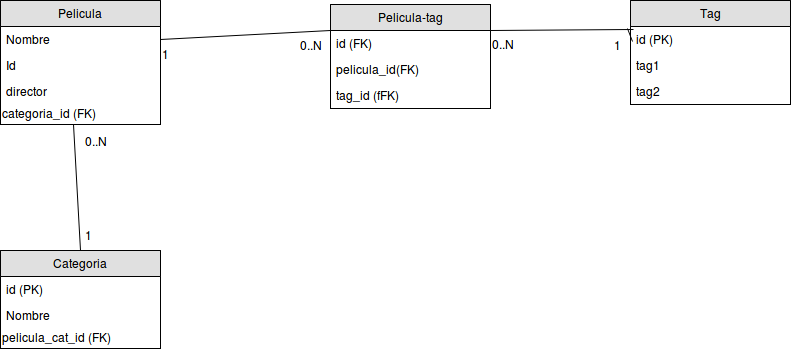 Pelicula
Nombre
Id
director
categoria_id (FK)
1
0..N
Pelicula-tag
id (FK)
pelicula_id(FK)
tag_id (fFK)
0..N
1
Tag
id (PK)
tag1
tag2
0..N
1
Categoria
id (PK)
Nombre
pelicula_cat_id (FK)